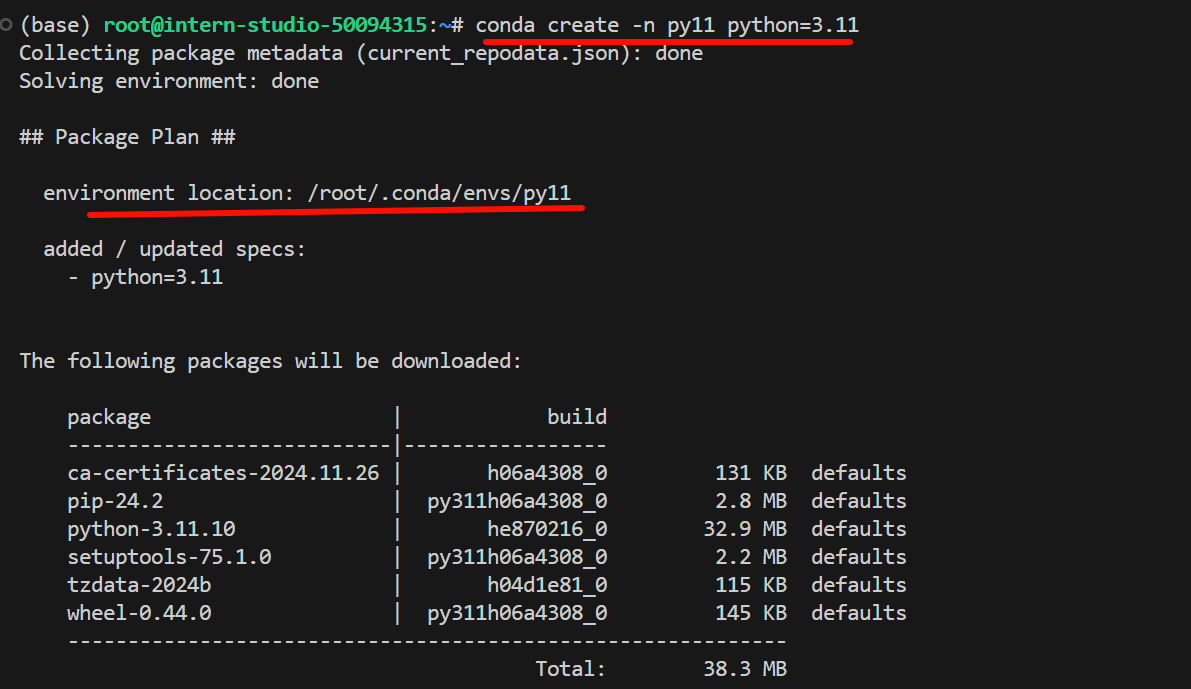 (base) root@intern-studio-50094315:~# conda create -n py11 python=3.11
Collecting package metadata (current_repodata.json): done
Solving environment: done
## Package Plan ##
environment location: /root/.conda/envs/py11
added / updated specs:
- python=3.11
The following packages will be downloaded:
package | build
---------------------------|-----------------
ca-certificates-2024.11.26 | h06a4308_0 131 KB defaults
pip-24.2 | py311h06a4308_0 2.8 MB defaults
python-3.11.10 | he870216_0 32.9 MB defaults
setuptools-75.1.0 | py311h06a4308_0 2.2 MB defaults
tzdata-2024b | h04d1e81_0 115 KB defaults
wheel-0.44.0 | py311h06a4308_0 145 KB defaults
------------------------------------------------------------
Total: 38.3 MB